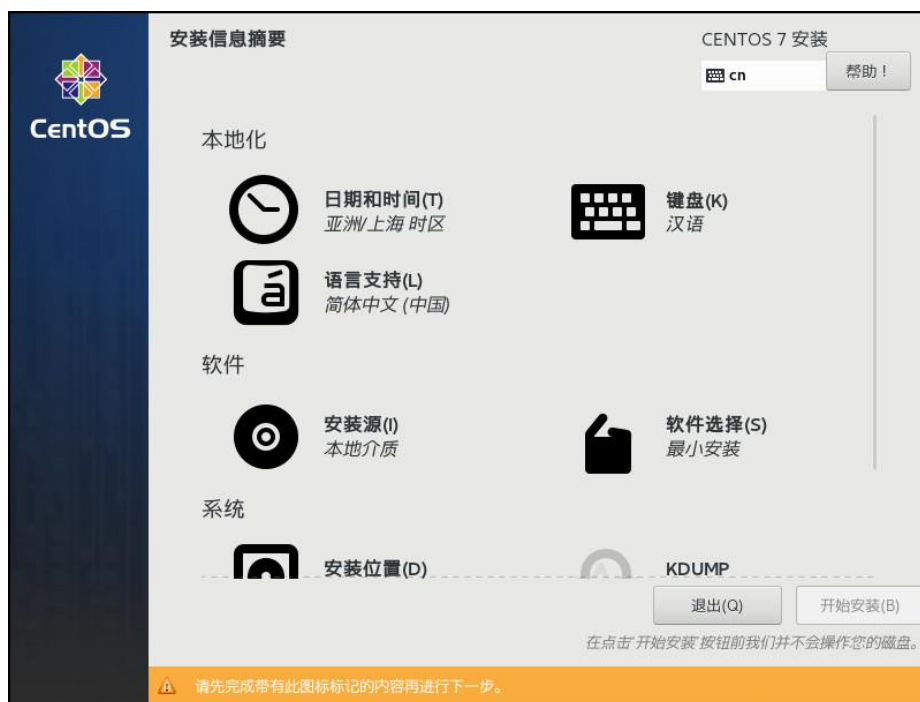 安装信息摘要
CENTOS 7 安装
cn
帮助！
CentOS
本地化
日期和时间(T)
亚洲/上海 时区
键盘(K)
汉语
语言支持(L)
简体中文 (中国)
软件
安装源(I)
本地介质
软件选择(S)
最小安装
系统
安装位置(D)
KDUMP
退出(Q)
开始安装(B)
在点击“开始安装”按钮前我们并不会操作您的磁盘。
请先完成带有此图标标记的内容再进行下一步。